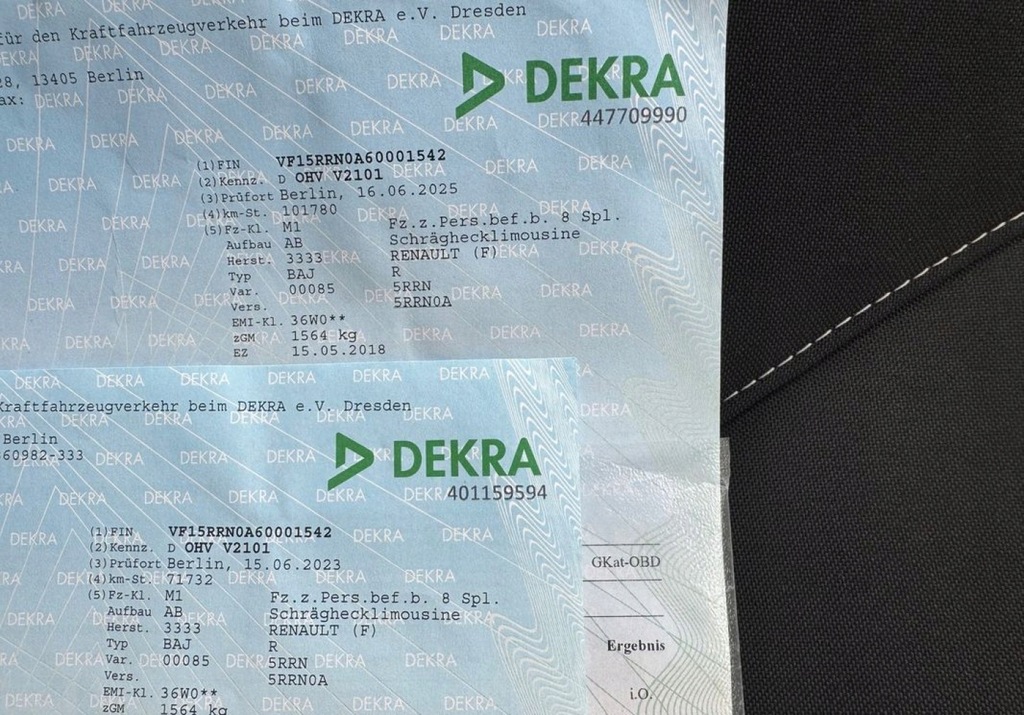 für den Kraftfahrzeugverkehr beim DEKRA e.V. Dresden
28, 13405 Berlin
ax:
DEKRA
447709990
(1) FIN VF15RRN0A60001542
(2) Kennz. D OHV V2101
(3) Prüfort Berlin, 16.06.2025
(4) km-St. 101780
(5) Fz-Kl. M1 Fz.z.Pers.bef.b. 8 Spl.
Aufbau AB Schräghecklimousine
Herst. 3333 RENAULT (F)
Typ BAJ R
Var. 00085 5RRN
Vers. 5RRN0A
EMI-Kl. 36W0**
zGM 1564 kg
EZ 15.05.2018
Kraftfahrzeugverkehr beim DEKRA e.V. Dresden
Berlin
60982-333
DEKRA
401159594
(1) FIN VF15RRN0A60001542
(2) Kennz. D OHV V2101
(3) Prüfort Berlin, 15.06.2023
(4) km-St. 71732
(5) Fz-Kl. M1 Fz.z.Pers.bef.b. 8 Spl.
Aufbau AB Schräghecklimousine
Herst. 3333 RENAULT (F)
Typ BAJ R
Var. 00085 5RRN
Vers. 5RRN0A
EMI-Kl. 36W0**
zGM 1564 kg
GKat-OBD
Ergebnis
i.O.